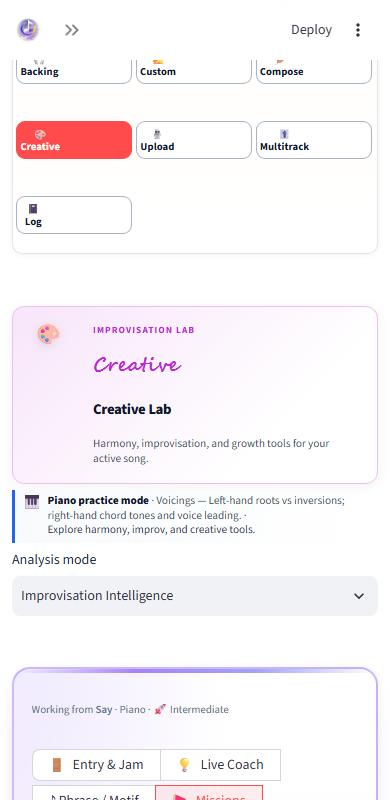 Deploy
Backing
Custom
Compose
Creative
Upload
Multitrack
Log
IMPROVISATION LAB
Creative
Creative Lab
Harmony, improvisation, and growth tools for your
active song.
Piano practice mode · Voicings — Left-hand roots vs inversions;
right-hand chord tones and voice leading. ·
Explore harmony, improv, and creative tools.
Analysis mode
Improvisation Intelligence
Working from Say · Piano · 🚀 Intermediate
Entry & Jam
Live Coach
Phrase / Motif
Missions